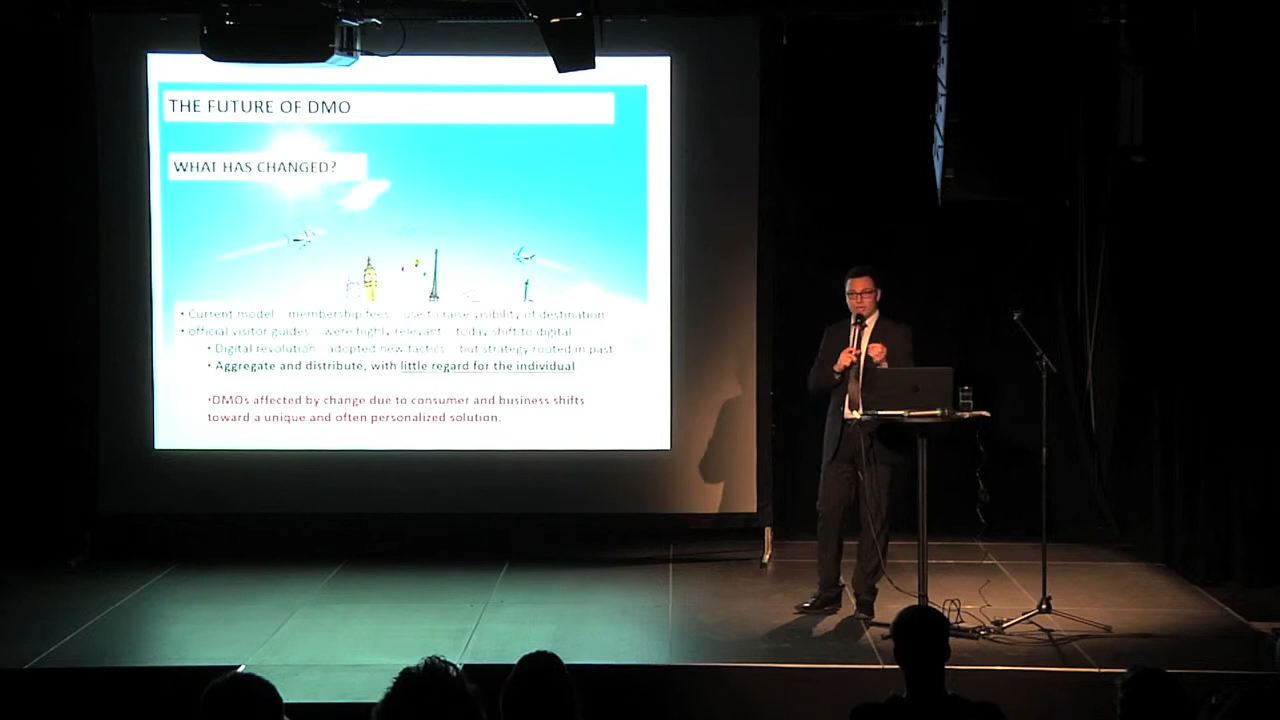 THE FUTURE OF DMO
WHAT HAS CHANGED?
• Current model – membership fees – use to raise visibility of destination
• official visitor guides – were highly relevant – today shift to digital
• Digital revolution – adopted new tactics – but strategy routed in past
• Aggregate and distribute, with little regard for the individual
•DMOs affected by change due to consumer and business shifts
toward a unique and often personalized solution.